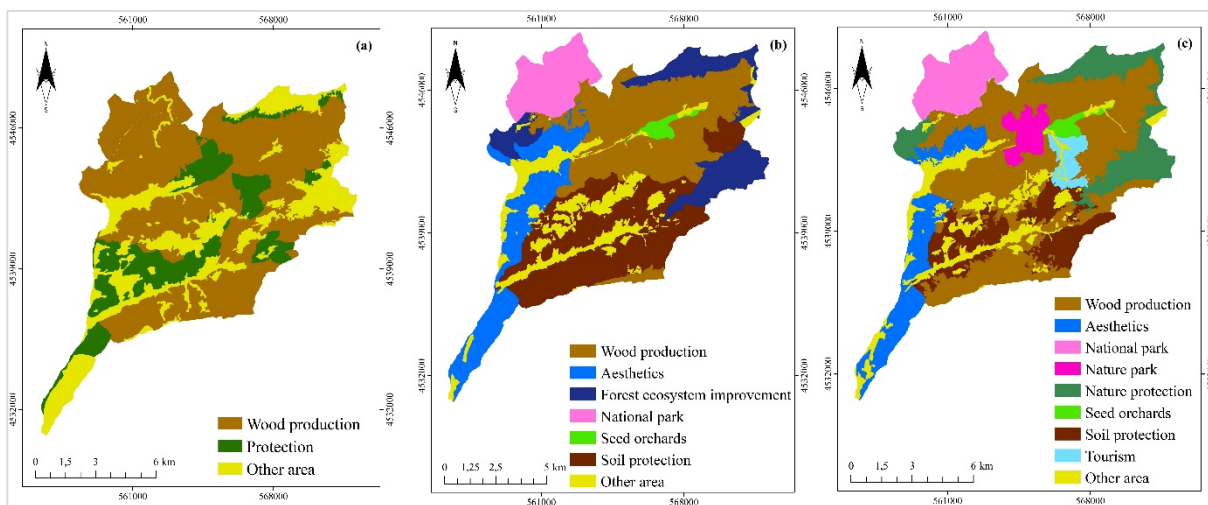 561000 568000
(a)
N
S
4546000 4546000
4539000 4539000
4532000 4532000
Wood production
Protection
Other area
0 1,5 3 6 km
561000 568000
561000 568000
(b)
N
S
4546000
4539000
4532000
Wood production
Aesthetics
Forest ecosystem improvement
National park
Seed orchards
Soil protection
Other area
0 1,25 2,5 5 km
561000 568000
561000 568000
(c)
N
S
4546000
4539000
4532000
Wood production
Aesthetics
National park
Nature park
Nature protection
Seed orchards
Soil protection
Tourism
Other area
0 1,5 3 6 km
561000 568000